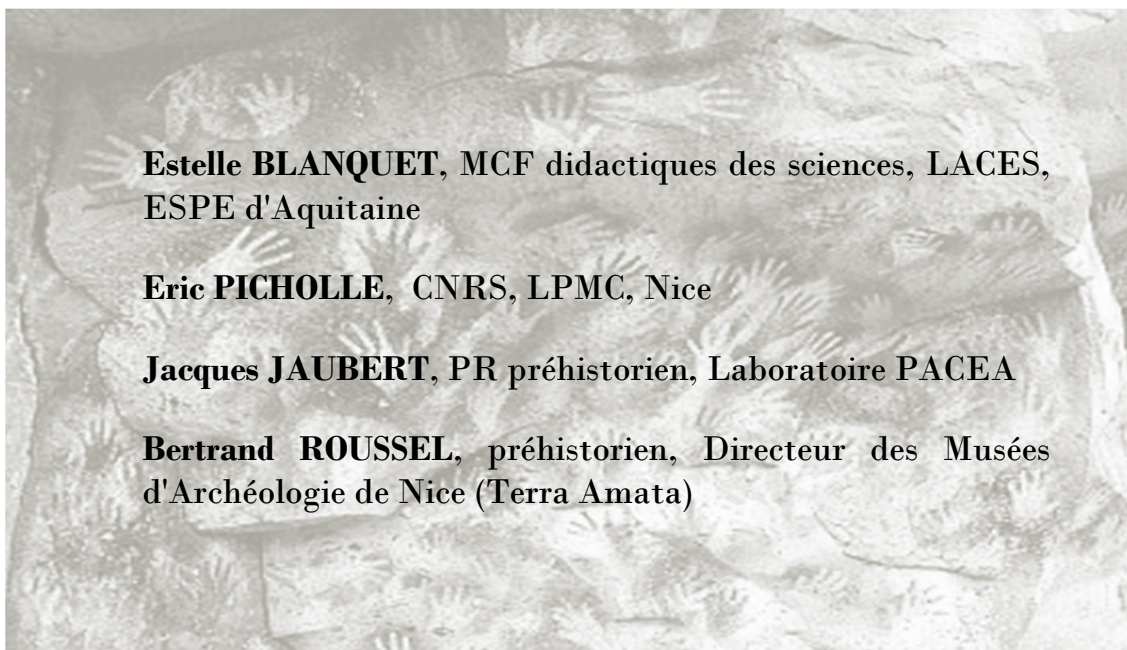 Estelle BLANQUET, MCF didactiques des sciences, LACES,
ESPE d'Aquitaine
Eric PICHOLLE, CNRS, LPMC, Nice
Jacques JAUBERT, PR préhistorien, Laboratoire PACEA
Bertrand ROUSSEL, préhistorien, Directeur des Musées
d'Archéologie de Nice (Terra Amata)